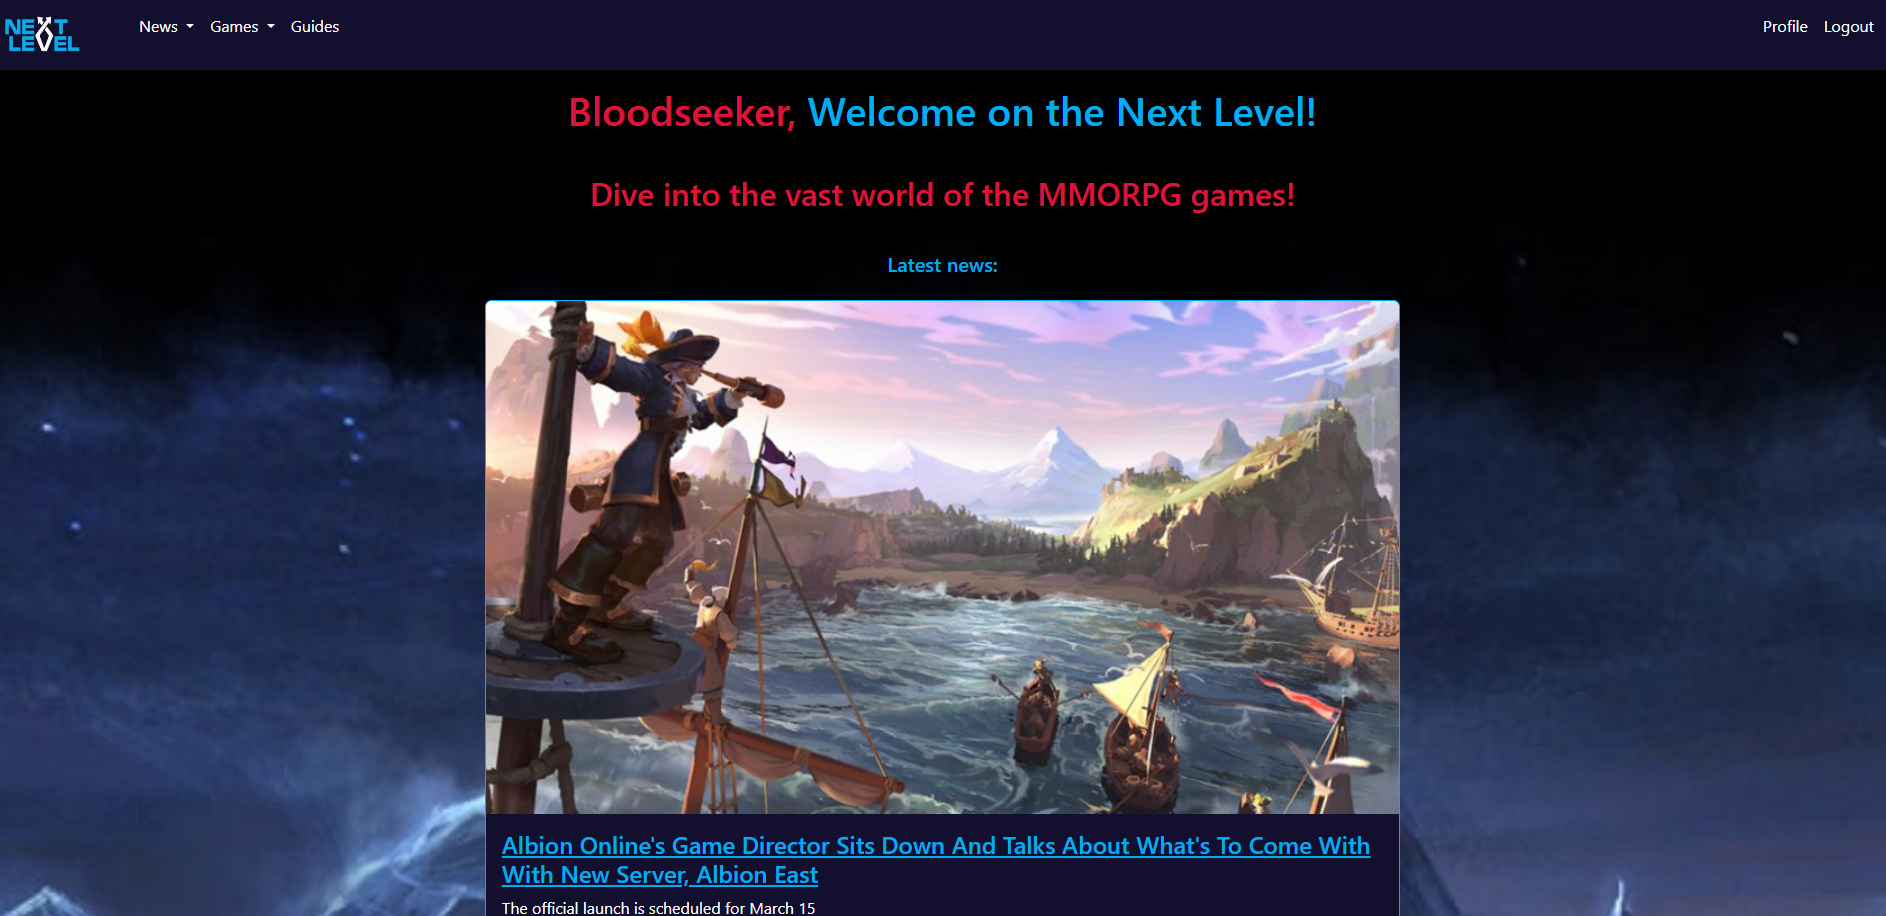 NEXT
LEVEL
News
Games
Guides
Profile
Logout
Bloodseeker, Welcome on the Next Level!
Dive into the vast world of the MMORPG games!
Latest news:
Albion Online's Game Director Sits Down And Talks About What's To Come With
With New Server, Albion East
The official launch is scheduled for March 15